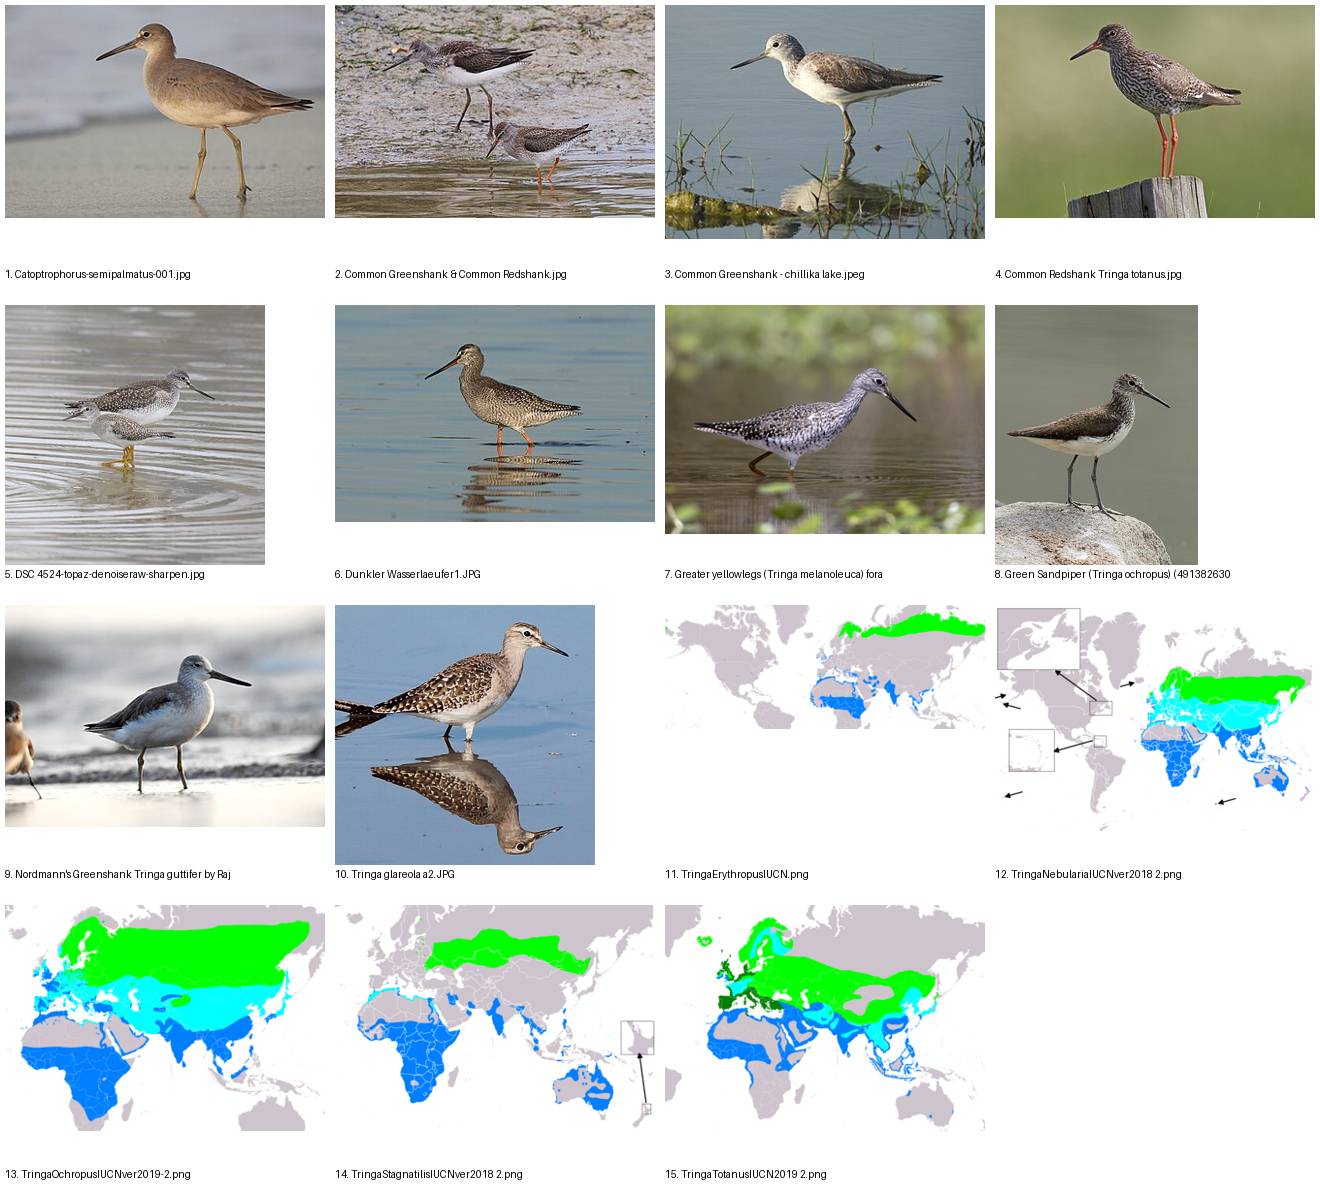 1. Catoptrophorus-semipalmatus-001.jpg
2. Common Greenshank & Common Redshank.jpg
3. Common Greenshank - chillika lake.jpeg
4. Common Redshank Tringa totanus.jpg
5. DSC 4524-topaz-denoiseraw-sharpen.jpg
6. Dunkler Wasserlaeufer1.JPG
7. Greater yellowlegs (Tringa melanoleuca) fora
8. Green Sandpiper (Tringa ochropus) (491382630
9. Nordmann's Greenshank Tringa guttifer by Raj
10. Tringa glareola a2.JPG
11. TringaErythropusIUCN.png
12. TringaNebulariaIUCNver2018 2.png
13. TringaOchropusIUCNver2019-2.png
14. TringaStagnatilisIUCNver2018 2.png
15. TringaTotanusIUCN2019 2.png